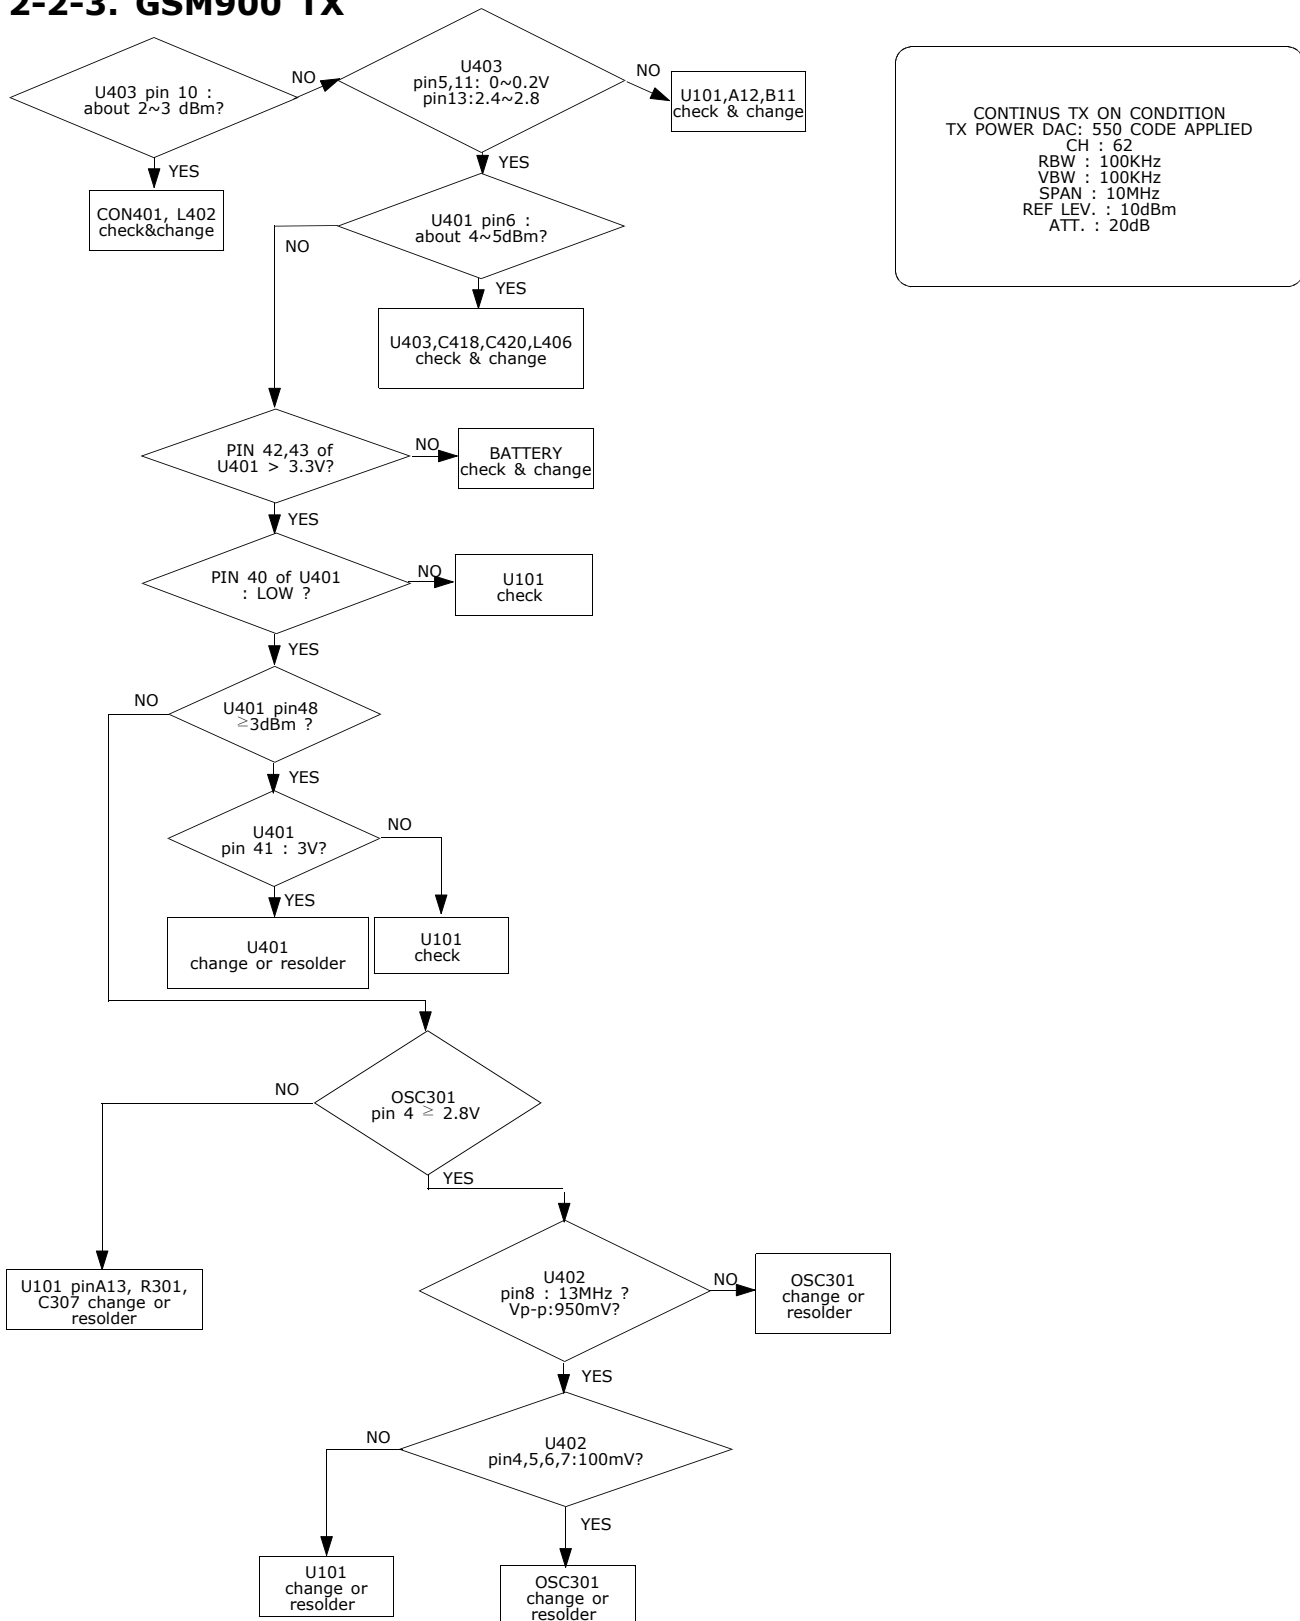 2-2-3. GSM900 TX
U403 pin 10 :
about 2~3 dBm?
NO
U403
pin5,11: 0~0.2V
pin13:2.4~2.8
NO
U101,A12,B11
check & change
CONTINUS TX ON CONDITION
TX POWER DAC: 550 CODE APPLIED
CH : 62
RBW : 100KHz
VBW : 100KHz
SPAN : 10MHz
REF LEV. : 10dBm
ATT. : 20dB
YES
YES
CON401, L402
check&change
U401 pin6 :
about 4~5dBm?
NO
YES
U403,C418,C420,L406
check & change
PIN 42,43 of
U401 > 3.3V?
NO
BATTERY
check & change
YES
PIN 40 of U401
: LOW ?
NO
U101
check
YES
NO
U401 pin48
≥3dBm ?
YES
U401
pin 41 : 3V?
NO
YES
U401
change or resolder
U101
check
OSC301
pin 4 ≥ 2.8V
NO
YES
U101 pinA13, R301,
C307 change or
resolder
U402
pin8 : 13MHz ?
Vp-p:950mV?
NO
OSC301
change or
resolder
YES
U402
pin4,5,6,7:100mV?
NO
YES
U101
change or
resolder
OSC301
change or
resolder